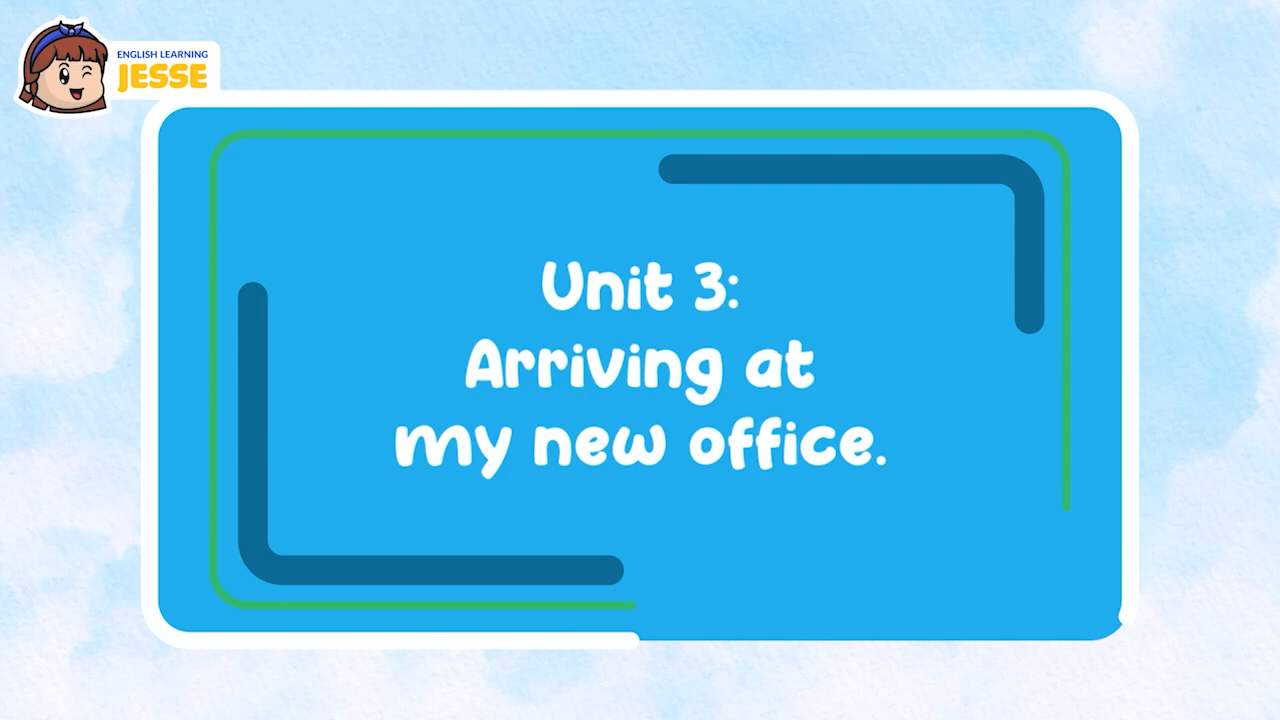 ENGLISH LEARNING
JESSE
Unit 3:
Arriving at
my new office.